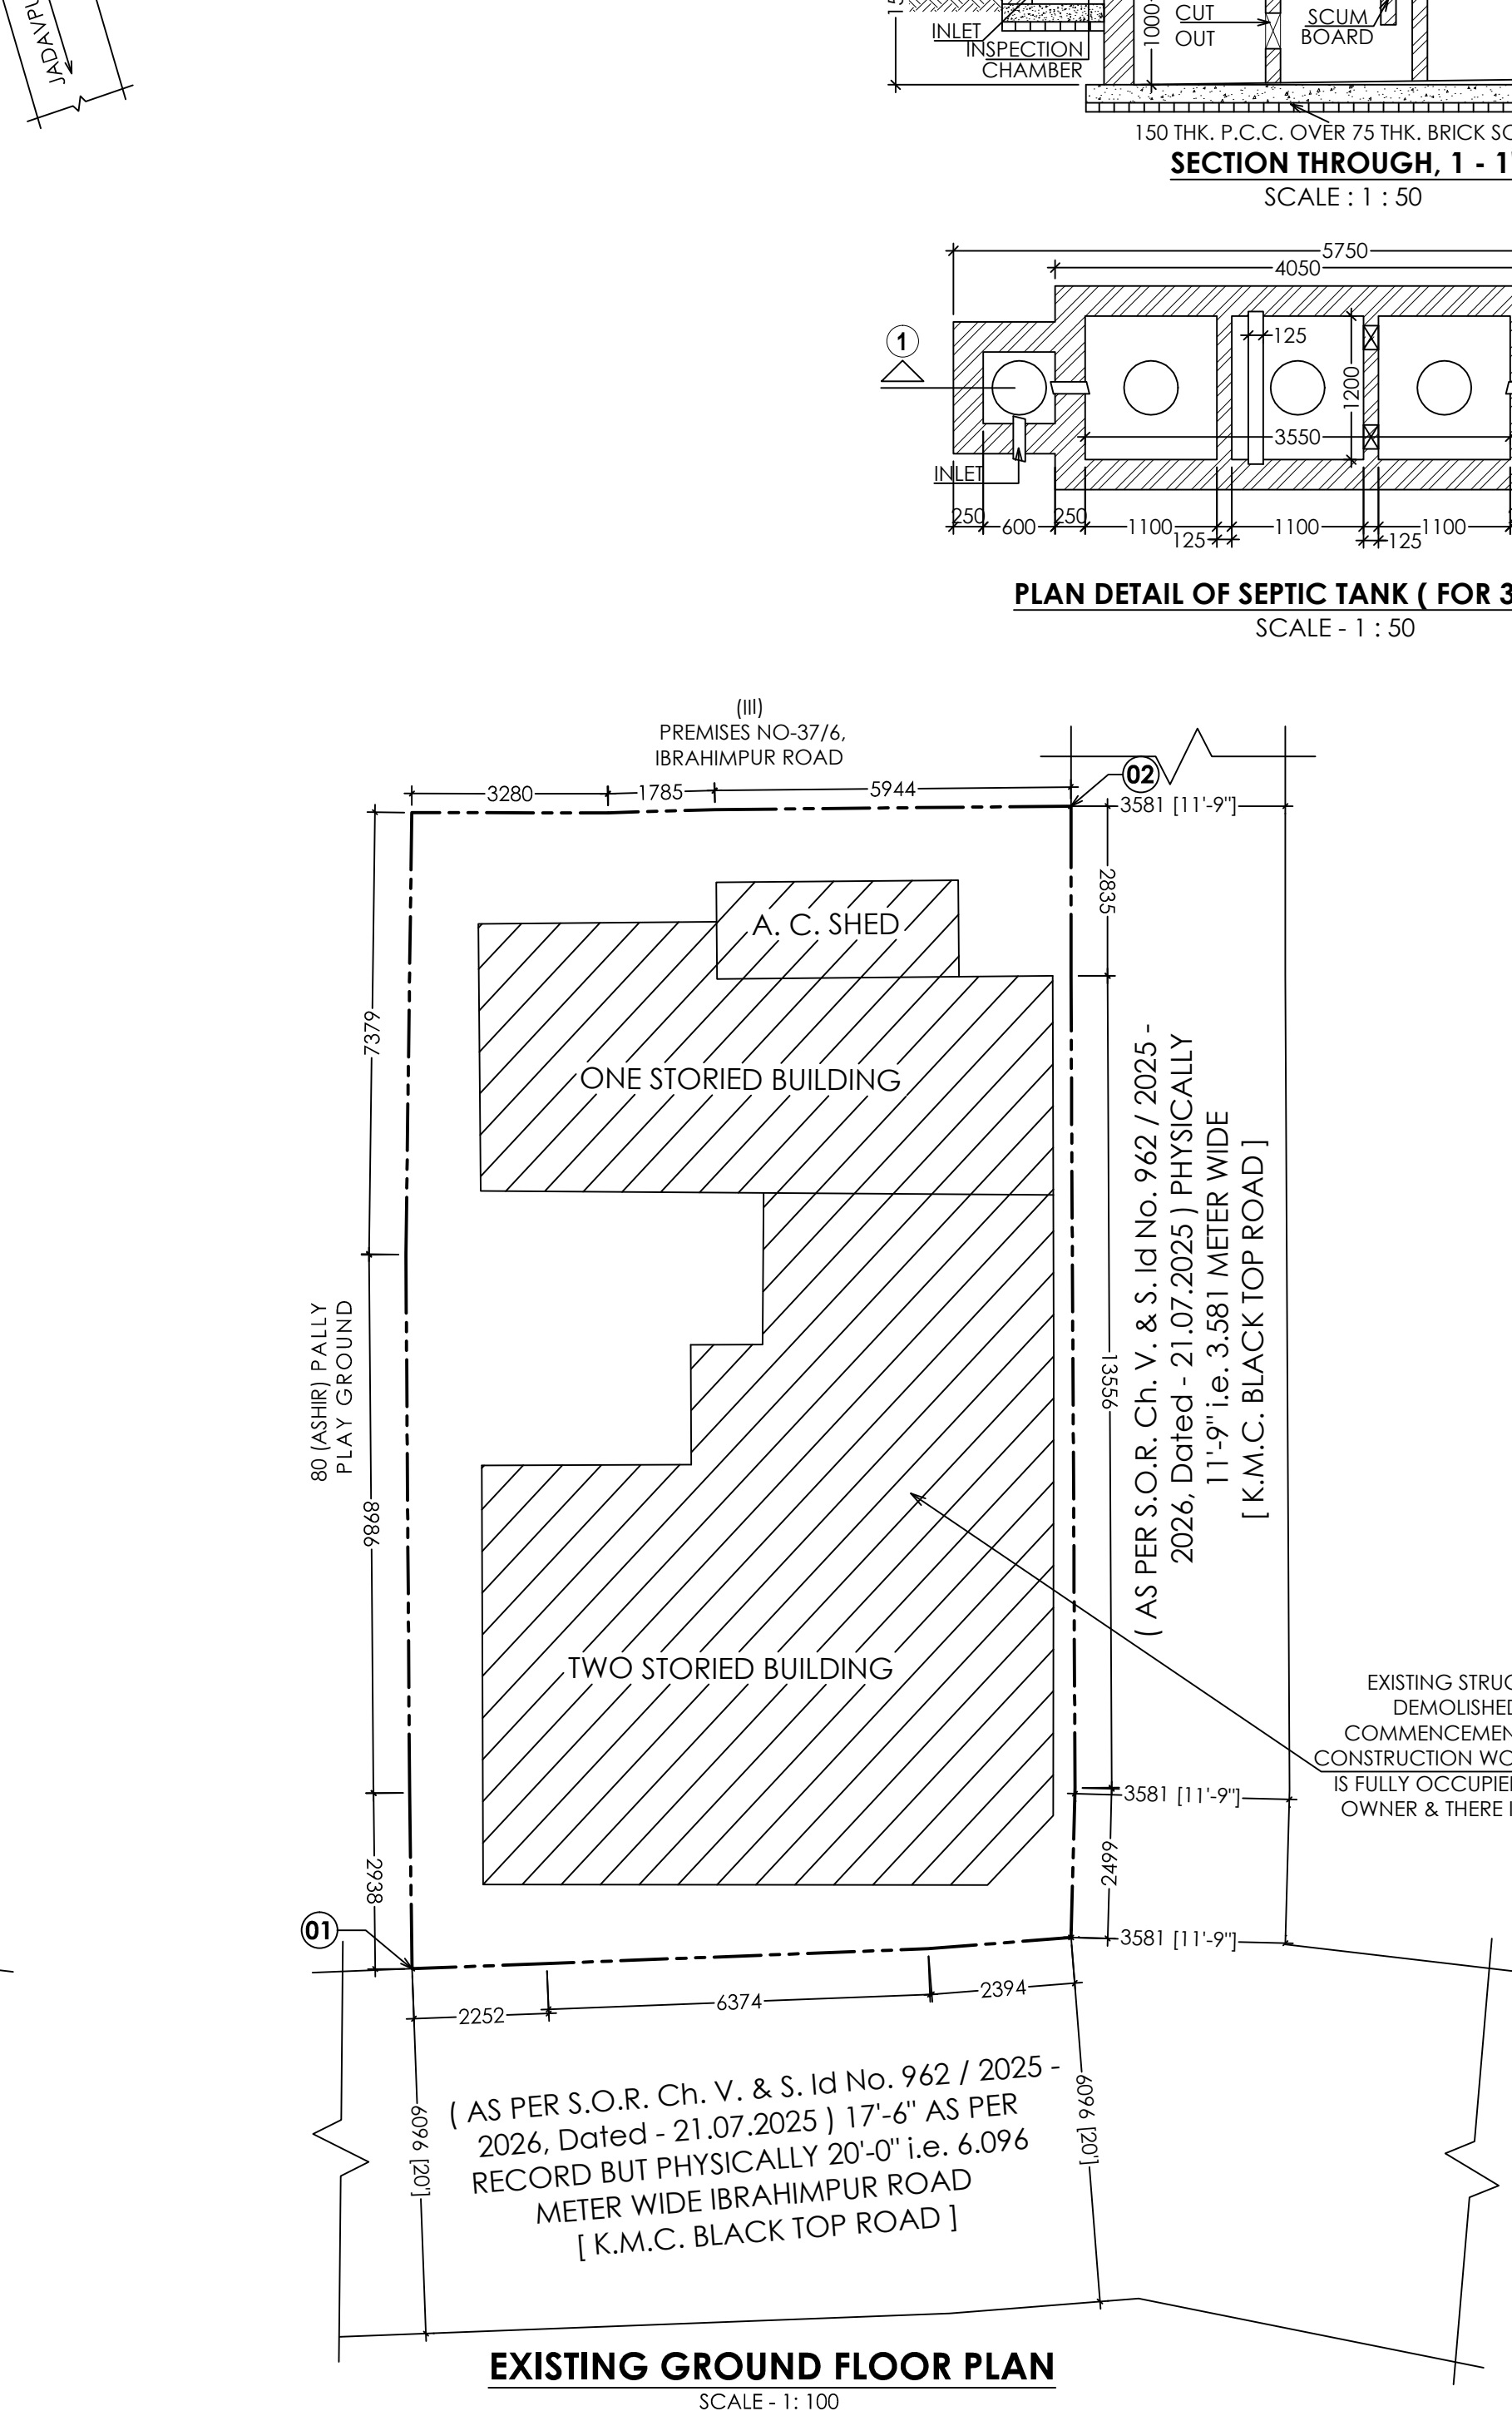 JADAVPU
15
INLET
INSPECTION
CHAMBER
1000
CUT
OUT
SCUM
BOARD
150 THK. P.C.C. OVER 75 THK. BRICK SO
SECTION THROUGH, 1 - 1'
SCALE : 1 : 50
5750
4050
1
125
1200
3550
INLET
250
600
250
1100
125
1100
125
1100
PLAN DETAIL OF SEPTIC TANK ( FOR 3
SCALE - 1 : 50
(III)
PREMISES NO-37/6,
IBRAHIMPUR ROAD
02
3280
1785
5944
3581 [11'-9"]
2835
A. C. SHED
7379
ONE STORIED BUILDING
( AS PER S.O.R. Ch. V. & S. Id No. 962 / 2025 -
2026, Dated - 21.07.2025 ) PHYSICALLY
11'-9" i.e. 3.581 METER WIDE
[ K.M.C. BLACK TOP ROAD ]
80 (ASHIR) PALLY
PLAY GROUND
13556
8986
TWO STORIED BUILDING
EXISTING STRUC
DEMOLISHED
COMMENCEMEN
CONSTRUCTION WO
IS FULLY OCCUPIE
OWNER & THERE
3581 [11'-9"]
2499
2938
01
3581 [11'-9"]
2252
6374
2394
6096 [20']
6096 [20']
( AS PER S.O.R. Ch. V. & S. Id No. 962 / 2025 -
2026, Dated - 21.07.2025 ) 17'-6" AS PER
RECORD BUT PHYSICALLY 20'-0" i.e. 6.096
METER WIDE IBRAHIMPUR ROAD
[ K.M.C. BLACK TOP ROAD ]
EXISTING GROUND FLOOR PLAN
SCALE - 1: 100